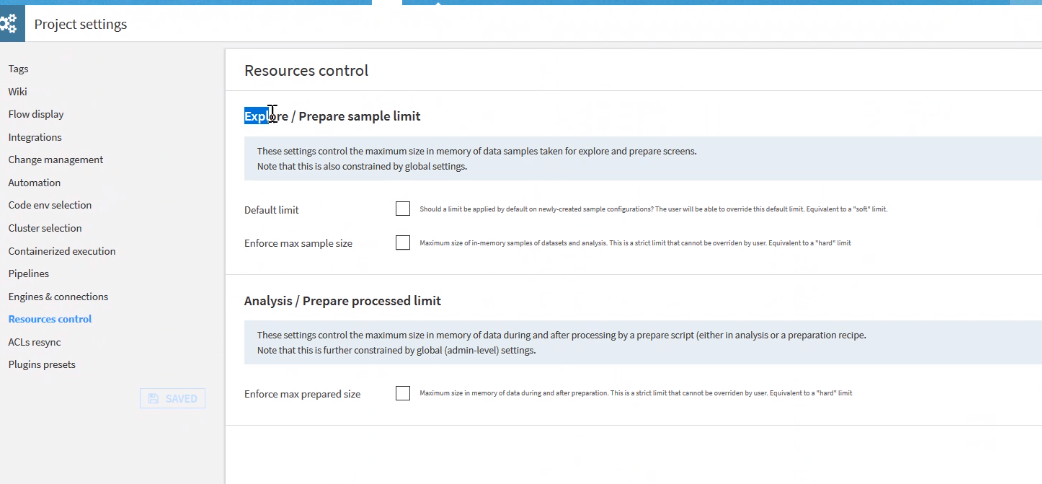 Project settings
Tags
Wiki
Flow display
Integrations
Change management
Automation
Code env selection
Cluster selection
Containerized execution
Pipelines
Engines & connections
Resources control
ACLs resync
Plugins presets
SAVED
Resources control
Explore / Prepare sample limit
These settings control the maximum size in memory of data samples taken for explore and prepare screens.
Note that this is also constrained by global settings.
Default limit
Should a limit be applied by default on newly-created sample configurations? The user will be able to override this default limit. Equivalent to a "soft" limit.
Enforce max sample size
Maximum size of in-memory samples of datasets and analysis. This is a strict limit that cannot be overriden by user. Equivalent to a "hard" limit
Analysis / Prepare processed limit
These settings control the maximum size in memory of data during and after processing by a prepare script (either in analysis or a preparation recipe.
Note that this is further constrained by global (admin-level) settings.
Enforce max prepared size
Maximum size in memory of data during and after preparation. This is a strict limit that cannot be overriden by user. Equivalent to a "hard" limit